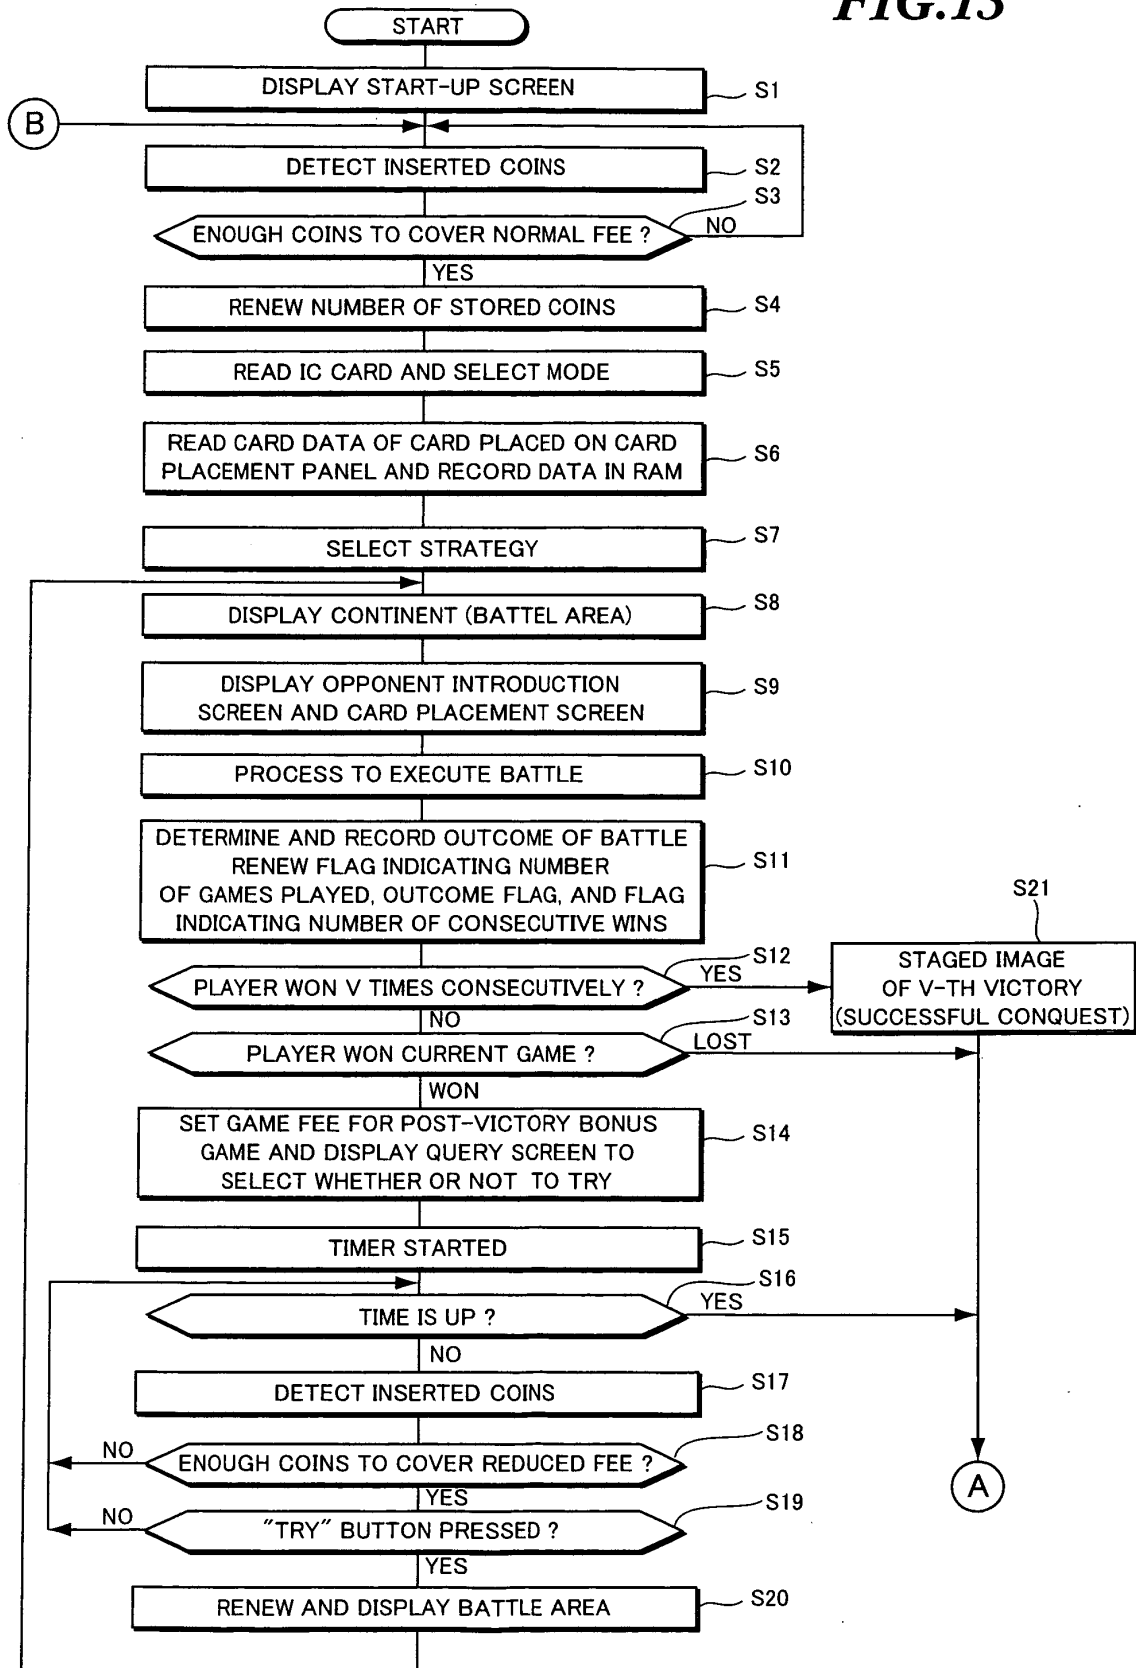 FIG.13
START
DISPLAY START-UP SCREEN
S1
B
DETECT INSERTED COINS
S2
S3
ENOUGH COINS TO COVER NORMAL FEE ?
NO
YES
RENEW NUMBER OF STORED COINS
S4
READ IC CARD AND SELECT MODE
S5
READ CARD DATA OF CARD PLACED ON CARD
PLACEMENT PANEL AND RECORD DATA IN RAM
S6
SELECT STRATEGY
S7
DISPLAY CONTINENT (BATTEL AREA)
S8
DISPLAY OPPONENT INTRODUCTION
SCREEN AND CARD PLACEMENT SCREEN
S9
PROCESS TO EXECUTE BATTLE
S10
DETERMINE AND RECORD OUTCOME OF BATTLE
RENEW FLAG INDICATING NUMBER
OF GAMES PLAYED, OUTCOME FLAG, AND FLAG
INDICATING NUMBER OF CONSECUTIVE WINS
S11
S21
STAGED IMAGE
OF V-TH VICTORY
(SUCCESSFUL CONQUEST)
S12
PLAYER WON V TIMES CONSECUTIVELY ?
YES
NO
S13
PLAYER WON CURRENT GAME ?
LOST
WON
SET GAME FEE FOR POST-VICTORY BONUS
GAME AND DISPLAY QUERY SCREEN TO
SELECT WHETHER OR NOT TO TRY
S14
TIMER STARTED
S15
S16
TIME IS UP ?
YES
NO
DETECT INSERTED COINS
S17
S18
NO
ENOUGH COINS TO COVER REDUCED FEE ?
YES
A
S19
NO
"TRY" BUTTON PRESSED ?
YES
RENEW AND DISPLAY BATTLE AREA
S20